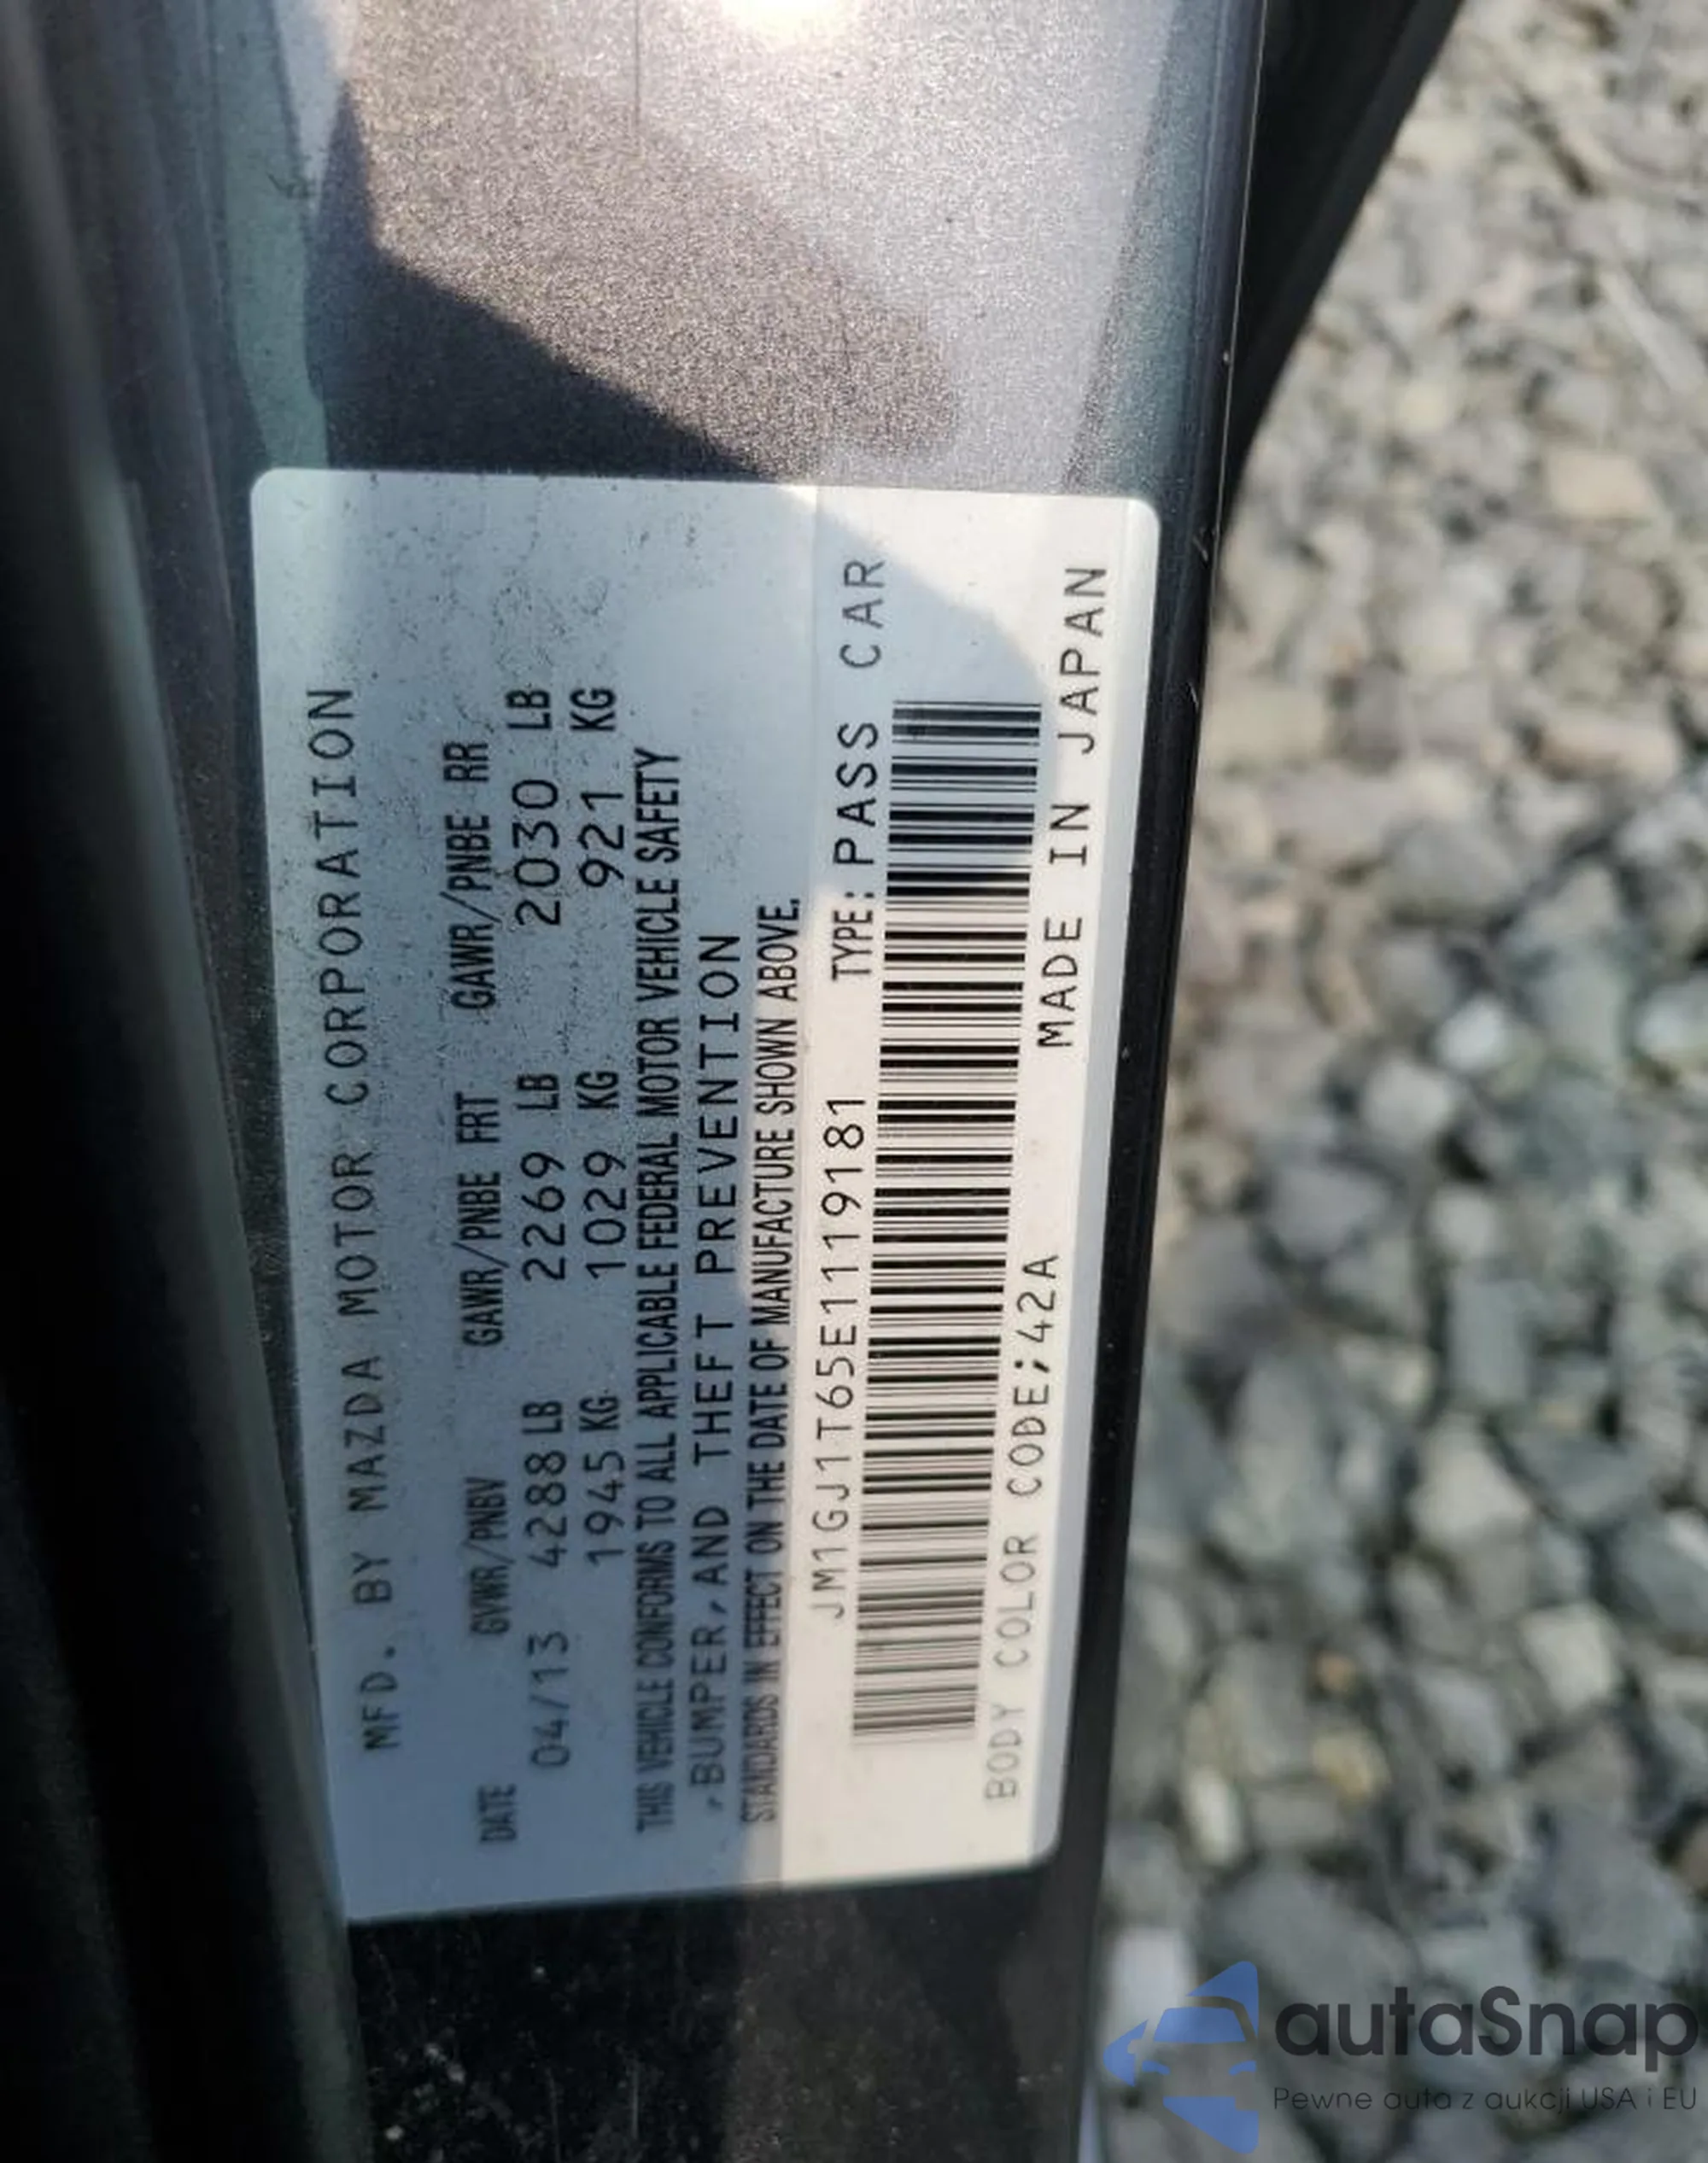 MFD. BY MAZDA MOTOR CORPORATION
DATE GVWR/PNBV GAWR/PNBE FRT GAWR/PNBE RR
04/13 4288 LB 2269 LB 2030 LB
1945 KG 1029 KG 921 KG
THIS VEHICLE CONFORMS TO ALL APPLICABLE FEDERAL MOTOR VEHICLE SAFETY
,BUMPER,AND THEFT PREVENTION
STANDARDS IN EFFECT ON THE DATE OF MANUFACTURE SHOWN ABOVE.
JM1GJ1T65E1119181 TYPE: PASS CAR
BODY COLOR CODE;42A MADE IN JAPAN
autaSnap
Pewne auta z aukcji USA i EU